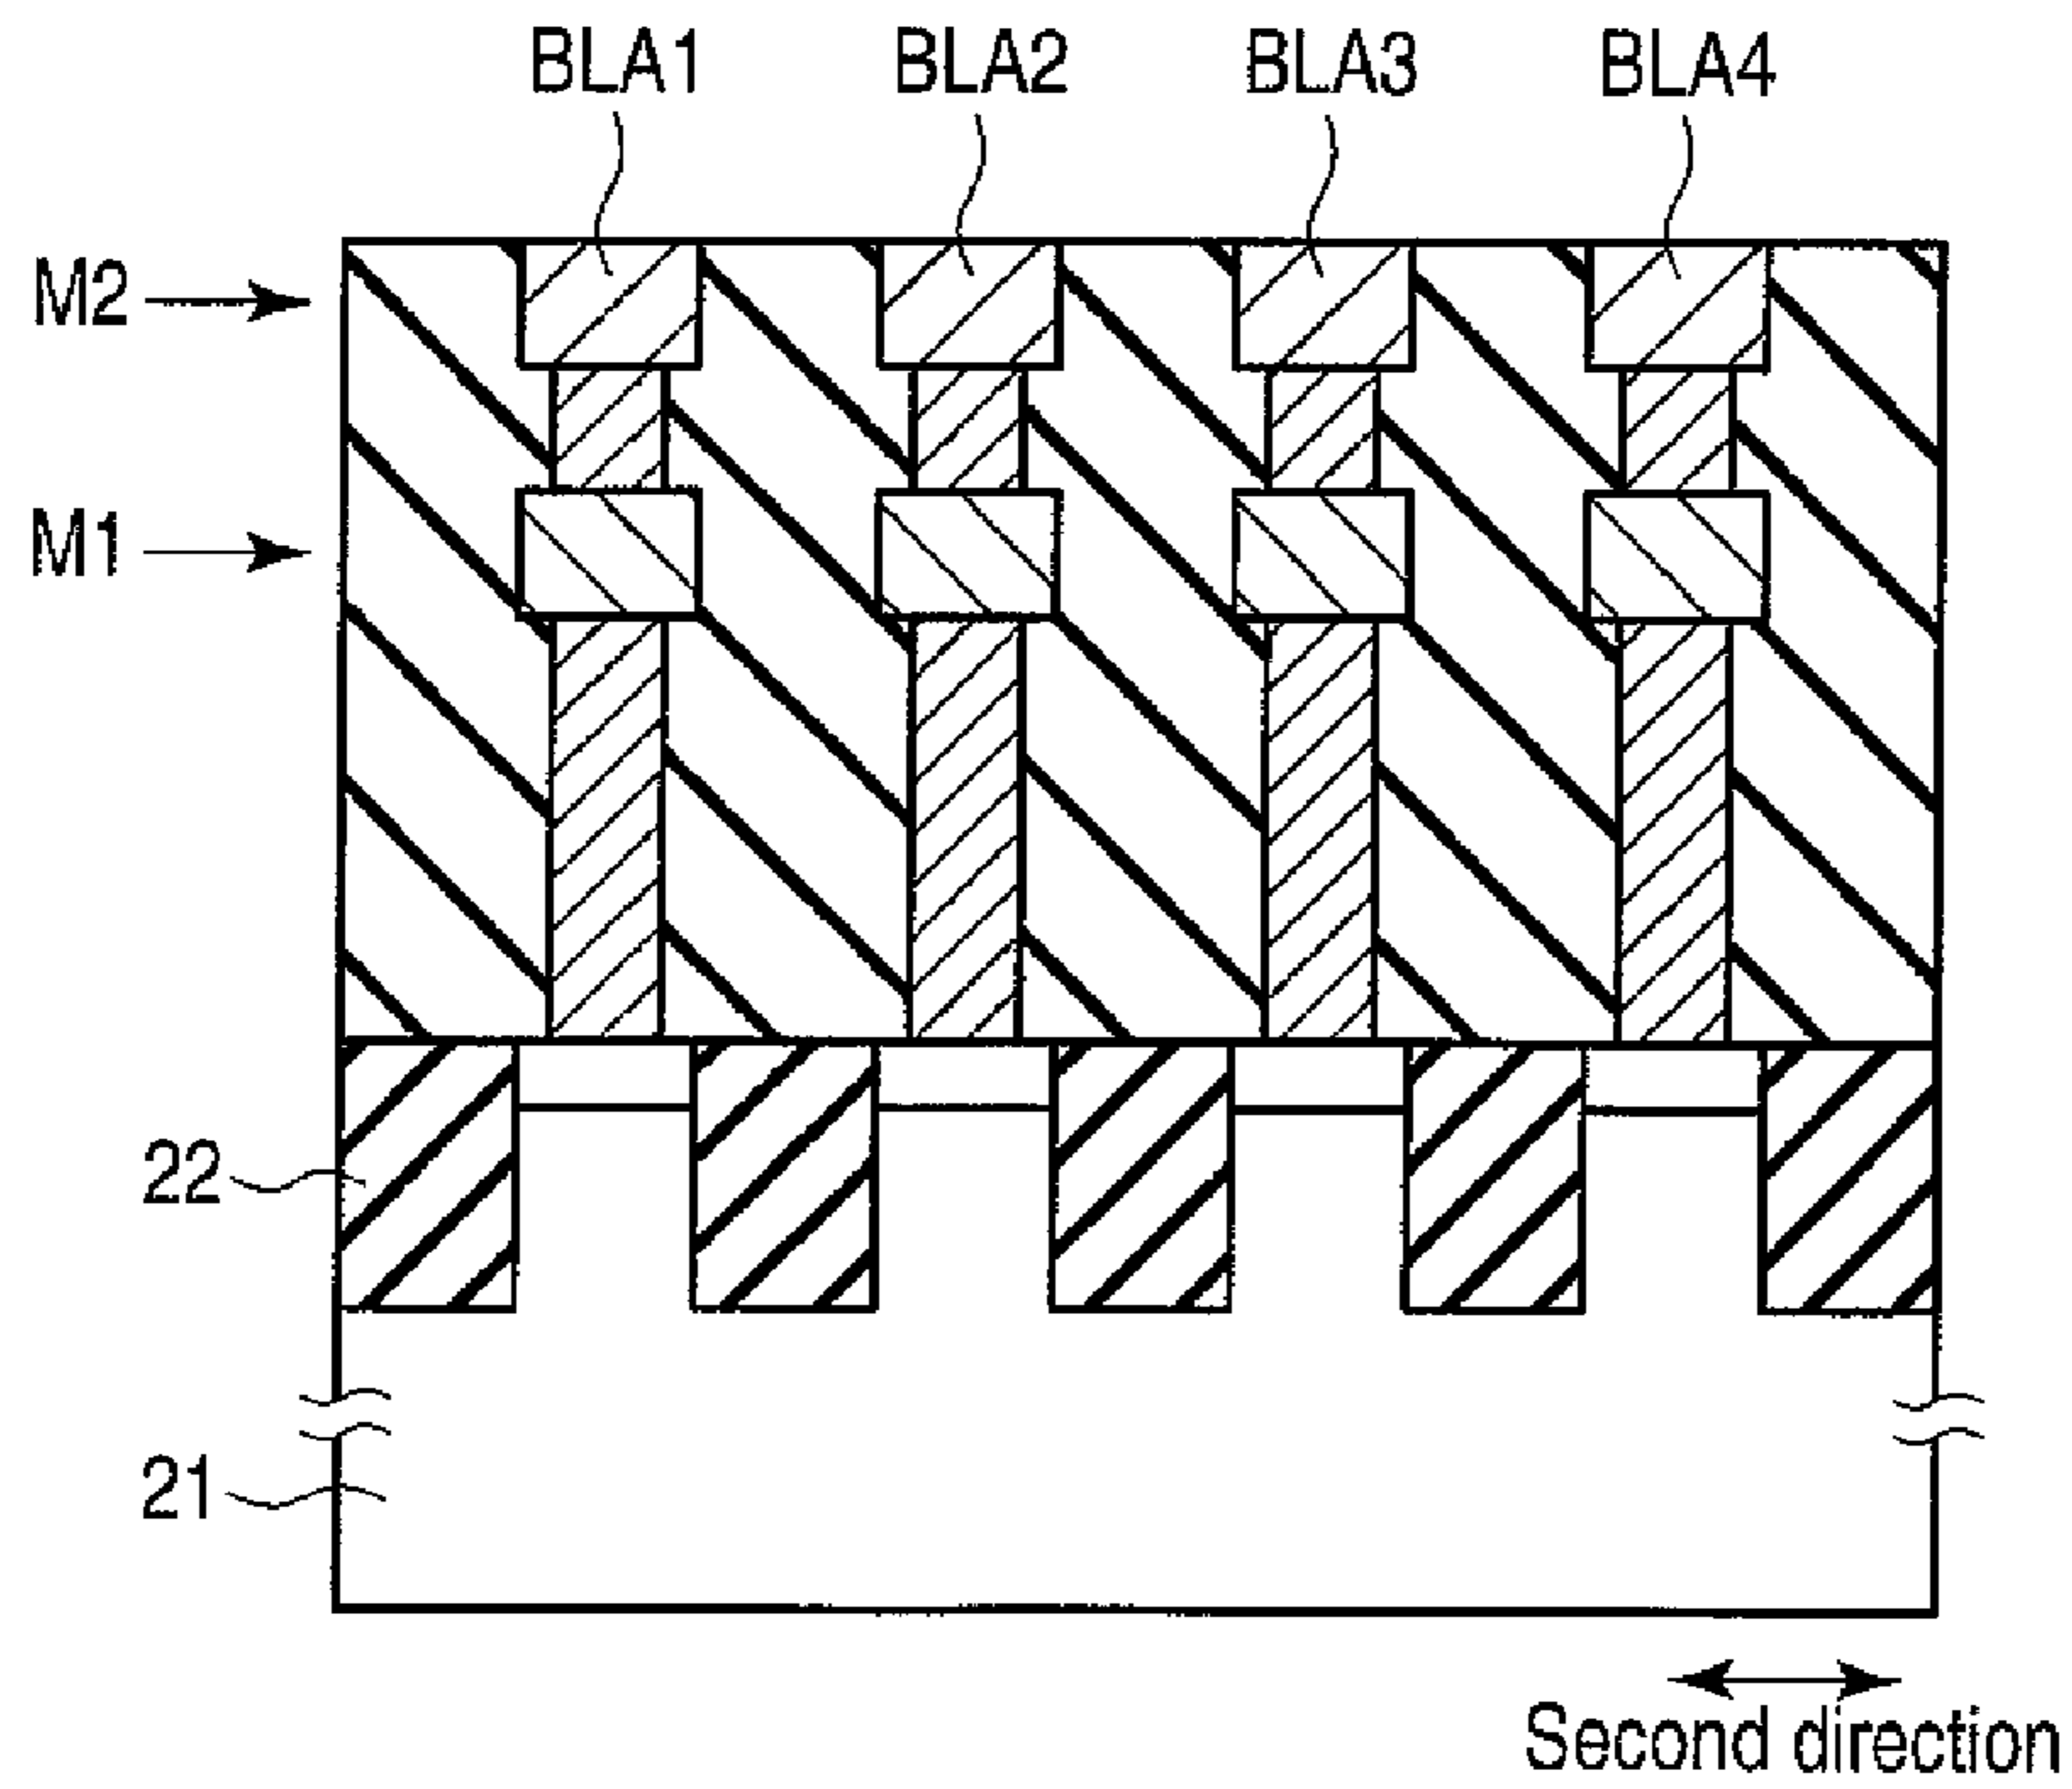 BLA1 BLA2 BLA3 BLA4
M2
M1
22
21
Second direction